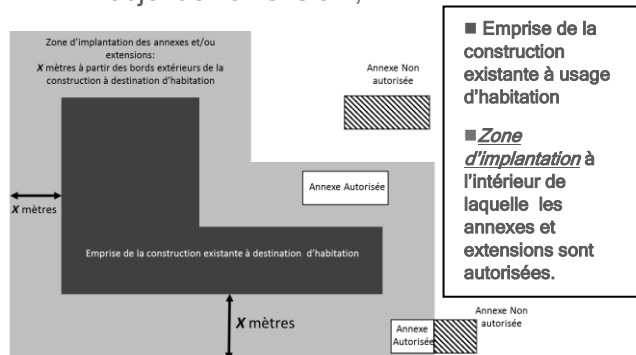 Zone d'implantation des annexes et/ou
extensions:
X mètres à partir des bords extérieurs de la
construction à destination d'habitation
Annexe Non
autorisée
Annexe Autorisée
X mètres
Emprise de la construction existante à destination d'habitation
X mètres
Annexe
Autorisée
Annexe Non
autorisée
■ Emprise de la
construction
existante à usage
d'habitation
■Zone
d'implantation à
l'intérieur de
laquelle les
annexes et
extensions sont
autorisées.